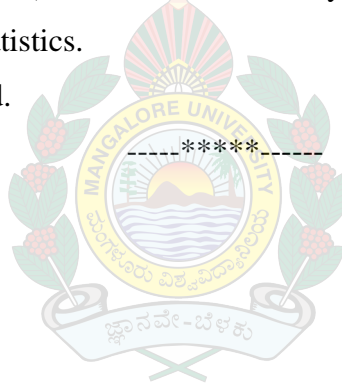 tistics.
l.
-----*****------
MANGALORE UNIVERSITY
ಮಂಗಳೂರು ವಿಶ್ವವಿದ್ಯಾನಿಲಯ
ಜ್ಞಾನವೇ-ಬೆಳಕು